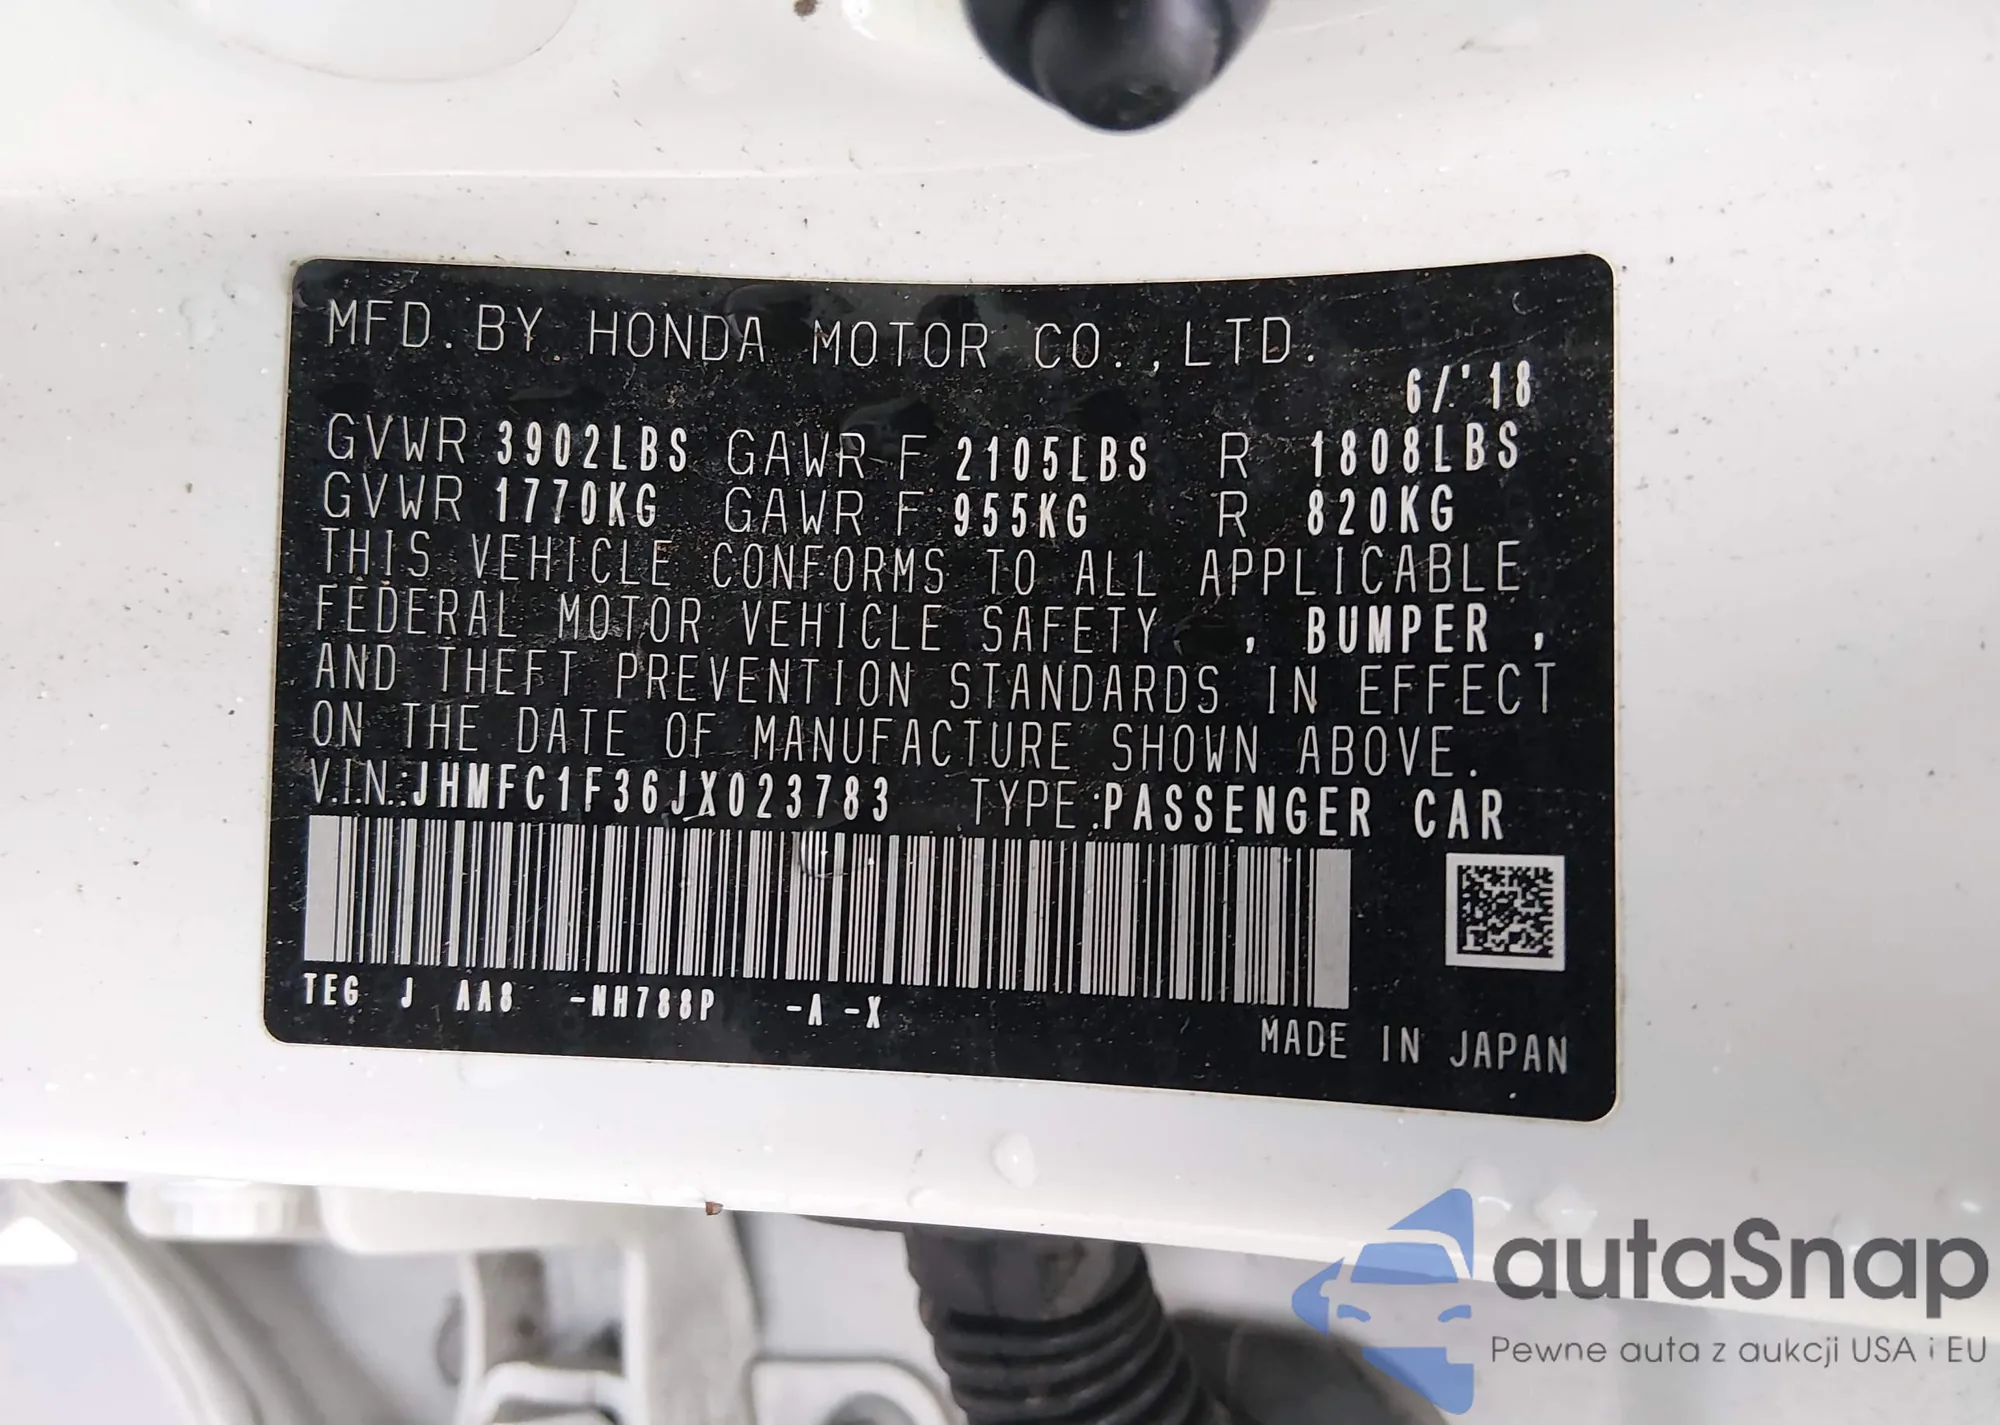 MFD. BY. HONDA MOTOR CO., LTD.
6/'18
GVWR 3902LBS GAWR F 2105LBS R 1808LBS
GVWR 1770KG GAWR F 955KG R 820KG
THIS VEHICLE CONFORMS TO ALL APPLICABLE
FEDERAL MOTOR VEHICLE SAFETY , BUMPER ,
AND THEFT PREVENTION STANDARDS IN EFFECT
ON THE DATE OF MANUFACTURE SHOWN ABOVE.
V.I.N.:JHMFC1F36JX023783 TYPE:PASSENGER CAR
TEG J AA8 -NH788P -A -X
MADE IN JAPAN
autaSnap
Pewne auta z aukcji USA i EU